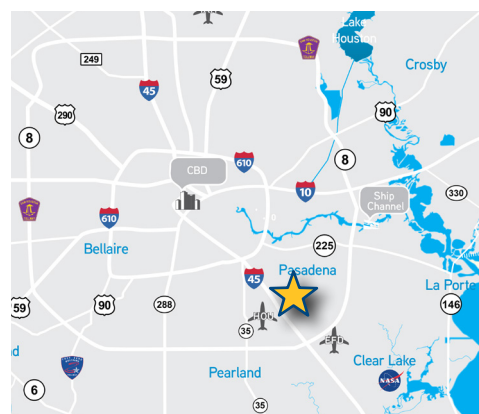 Lake
Houston
Crosby
249
59
45
290
90
8
610
8
CBD
10
330
Ship
Channel
610
Bellaire
225
Pasadena
45
La Porte
59
90
288
HOU
146
35
EFD
Clear Lake
Pearland
NASA
6
35